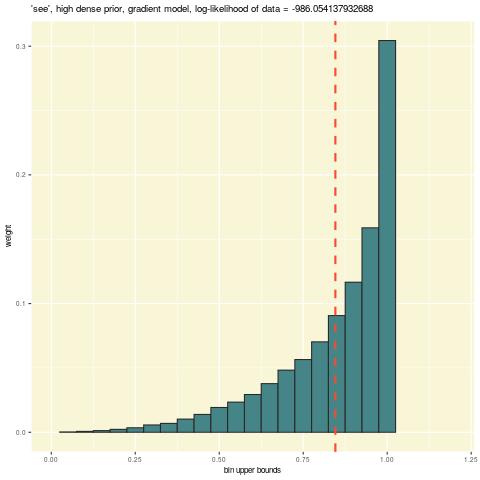 'see', high dense prior, gradient model, log-likelihood of data = -986.054137932688
0.3
0.2
0.1
0.0
weight
0.00 0.25 0.50 0.75 1.00 1.25
bin upper bounds